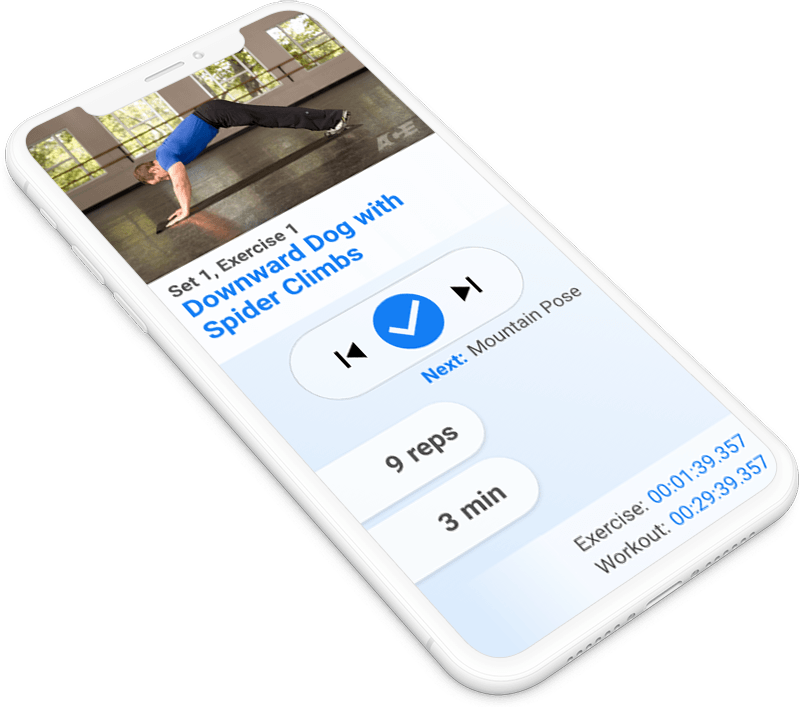 ACE
Set 1, Exercise 1
Downward Dog with
Spider Climbs
Next: Mountain Pose
9 reps
3 min
Exercise: 00:01:39.357
Workout: 00:29:39.357